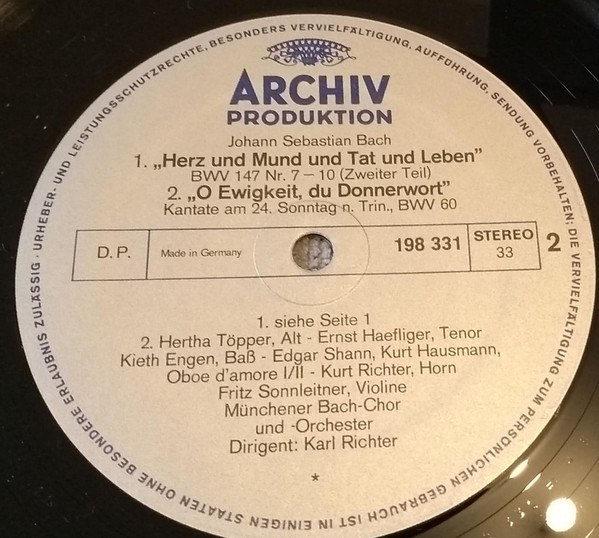 ARCHIV
PRODUKTION
Johann Sebastian Bach
1. „Herz und Mund und Tat und Leben”
BWV 147 Nr. 7 – 10 (Zweiter Teil)
2. „O Ewigkeit, du Donnerwort”
Kantate am 24. Sonntag n. Trin., BWV 60
D. P. Made in Germany 198 331 STEREO 33 2
1. siehe Seite 1
2. Hertha Töpper, Alt - Ernst Haefliger, Tenor
Kieth Engen, Baß - Edgar Shann, Kurt Hausmann,
Oboe d'amore I/II - Kurt Richter, Horn
Fritz Sonnleitner, Violine
Münchener Bach-Chor
und -Orchester
Dirigent: Karl Richter
*
URHEBER- UND LEISTUNGSSCHUTZRECHTE, BESONDERS VERVIELFÄLTIGUNG, AUFFÜHRUNG, SENDUNG VORBEHALTEN; DIE VERVIELFÄLTIGUNG ZUM PERSÖNLICHEN GEBRAUCH IST IN EINIGEN STAATEN OHNE BESONDERE ERLAUBNIS ZULÄSSIG ·